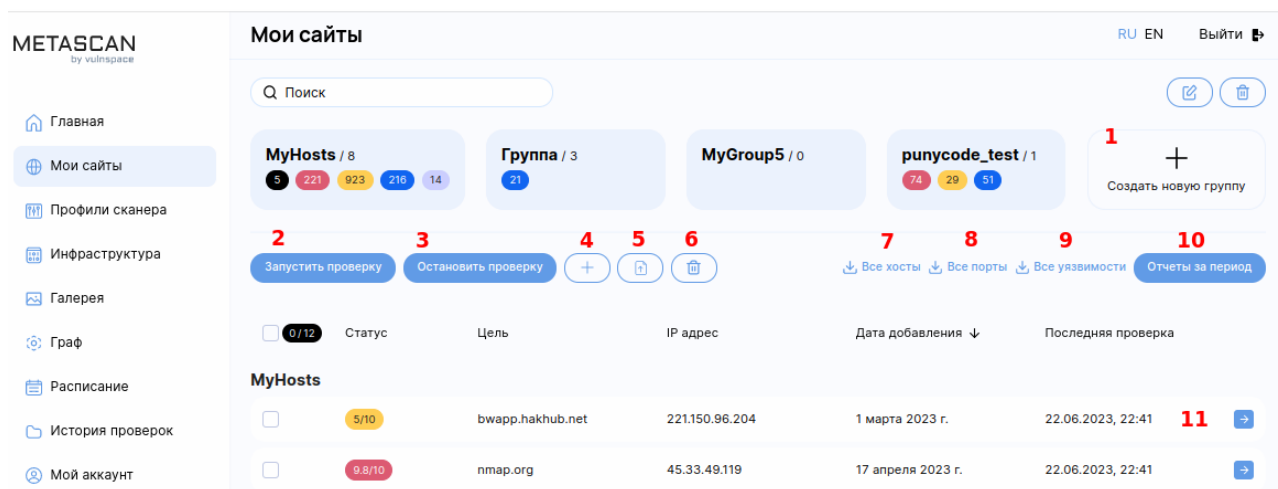 METASCAN
by vulnspace
Мои сайты
RU EN
Выйти
Поиск
Главная
Мои сайты
Профили сканера
Инфраструктура
Галерея
Граф
Расписание
История проверок
Мой аккаунт
MyHosts / 8
5 221 923 216 14
Группа / 3
21
MyGroup5 / 0
punycode_test / 1
74 29 51
1
Создать новую группу
2 3 4 5 6 7 8 9 10
Запустить проверку Остановить проверку Все хосты Все порты Все уязвимости Отчеты за период
0/12 Статус Цель IP адрес Дата добавления Последняя проверка
MyHosts
5/10 bwapp.hakhub.net 221.150.96.204 1 марта 2023 г. 22.06.2023, 22:41 11
9.8/10 nmap.org 45.33.49.119 17 апреля 2023 г. 22.06.2023, 22:41